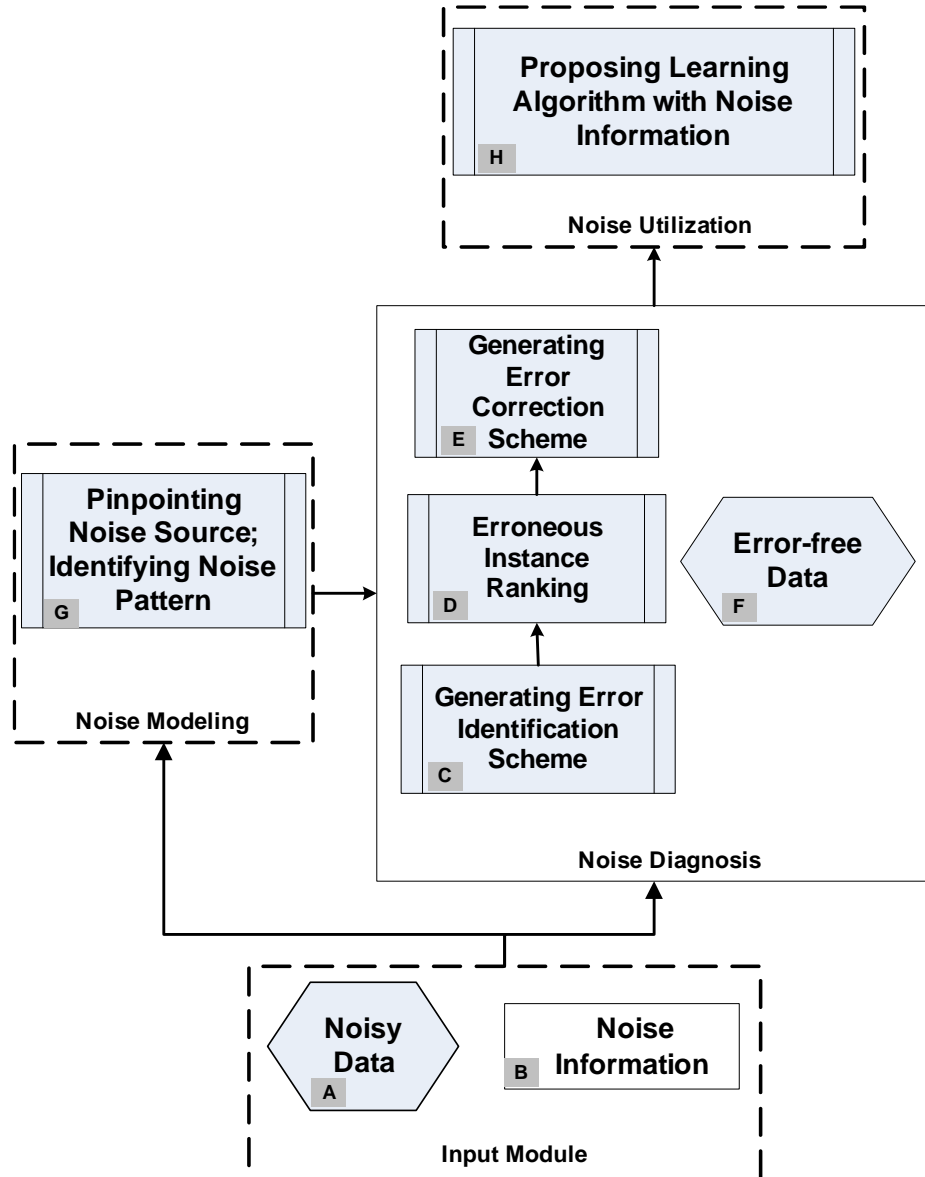 Proposing Learning
Algorithm with Noise
Information
H
Noise Utilization
Generating
Error
Correction
Scheme
E
Pinpointing
Noise Source;
Identifying Noise
Pattern
G
Noise Modeling
Erroneous
Instance
Ranking
D
Error-free
Data
F
Generating Error
Identification
Scheme
C
Noise Diagnosis
Noisy
Data
A
Noise
Information
B
Input Module